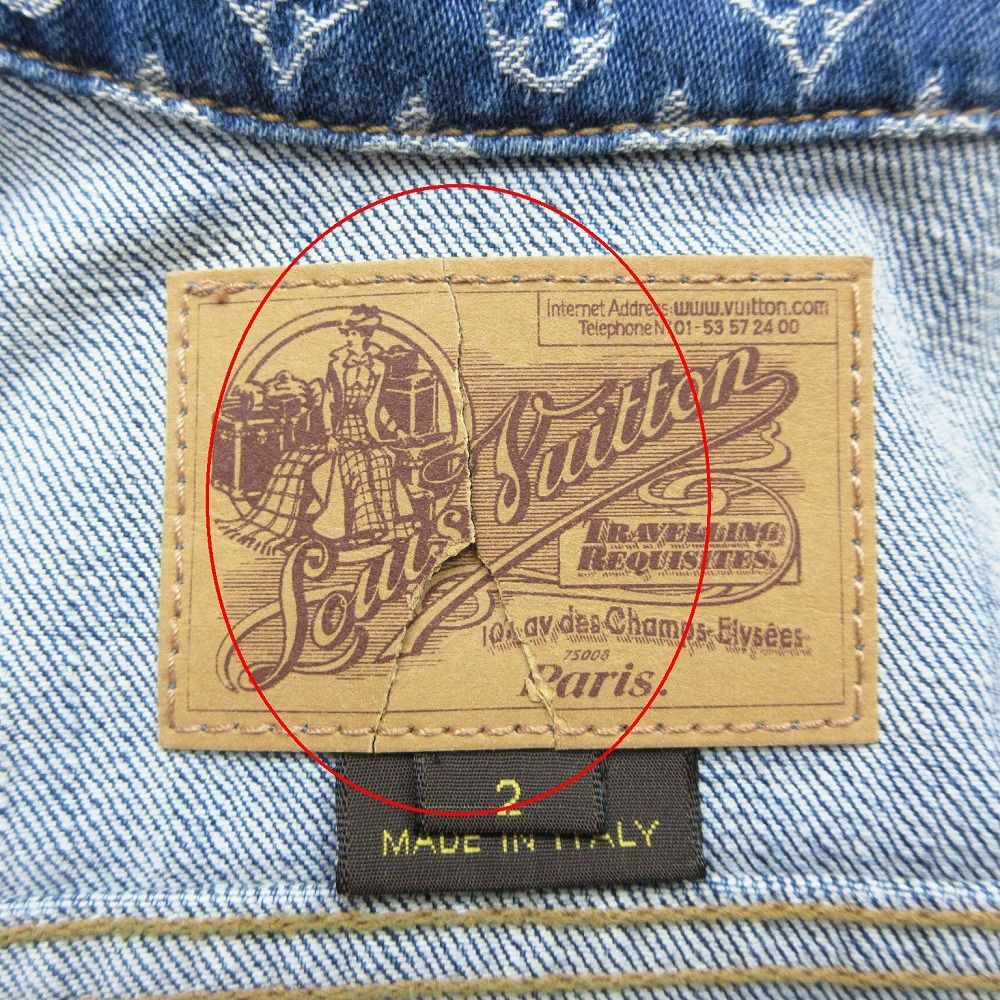 Internet Address:www.vuitton.com
Telephone N°:01-53 57 24 00
Louis Vuitton
TRAVELLING
REQUISITES.
101. av des Champs-Elysées
75008
Paris.
2
MADE IN ITALY